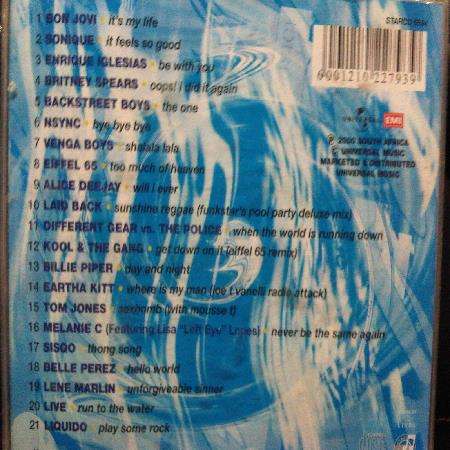 1 BON JOVI it's my life
2 SONIQUE it feels so good
3 ENRIQUE IGLESIAS be with you
4 BRITNEY SPEARS oops! i did it again
5 BACKSTREET BOYS the one
6 NSYNC bye bye bye
7 VENGA BOYS shalala lala
8 EIFFEL 65 too much of heaven
9 ALICE DEEJAY will i ever
10 LAID BACK sunshine reggae (funkster's pool party deluxe mix)
11 DIFFERENT GEAR vs. THE POLICE when the world is running down
12 KOOL & THE GANG get down on it (eiffel 65 remix)
13 BILLIE PIPER day and night
14 EARTHA KITT where is my man (joe t.vanelli radio attack)
15 TOM JONES sexbomb (with mousse t)
16 MELANIE C (Featuring Lisa "Left Eye" Lopes) never be the same again
17 SISQO thong song
18 BELLE PEREZ hello world
19 LENE MARLIN unforgiveable sinner
20 LIVE run to the water
21 LIQUIDO play some rock
STARCD
6001210 227939
UNIVERSAL EMI
℗ 2000 SOUTH AFRICA
© UNIVERSAL MUSIC
MARKETED & DISTRIBUTED
UNIVERSAL MUSIC